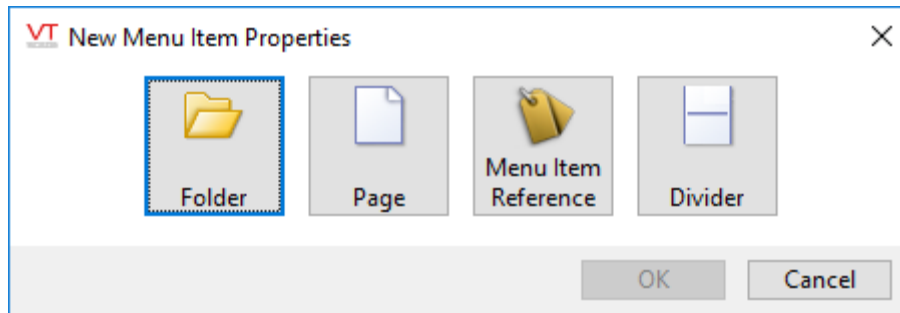 VT New Menu Item Properties
Folder
Page
Menu Item
Reference
Divider
OK
Cancel